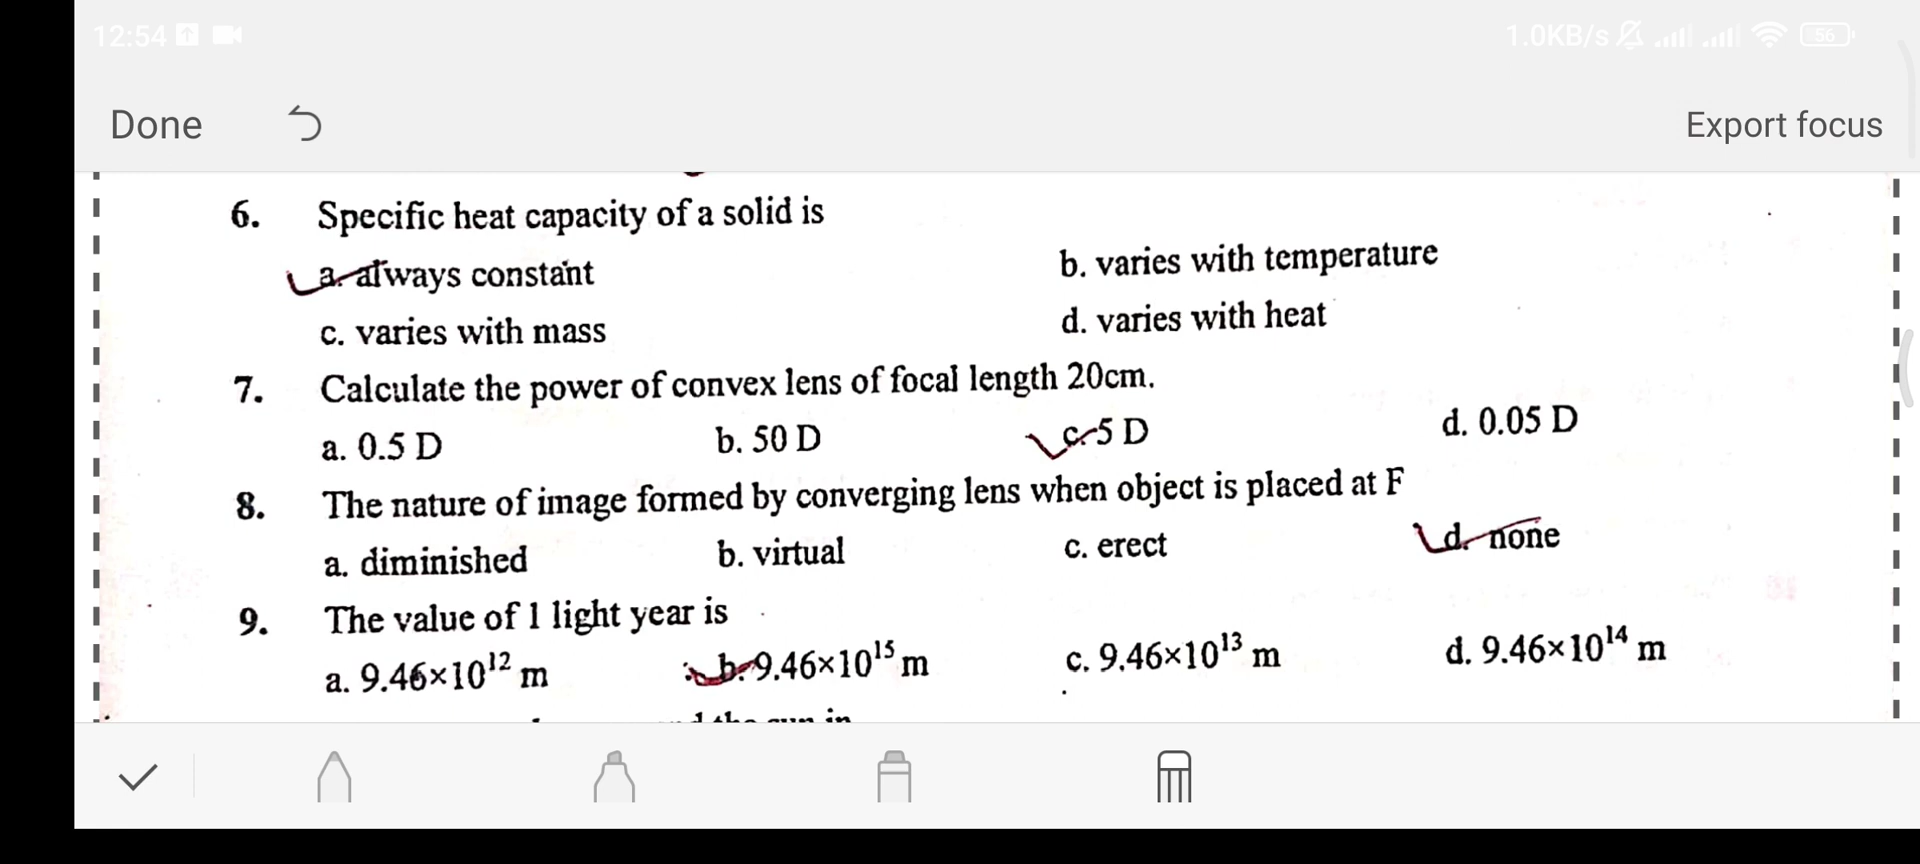 12:54
1.0KB/s
56
Done
Export focus
6. Specific heat capacity of a solid is
a. always constant
b. varies with temperature
c. varies with mass
d. varies with heat
7. Calculate the power of convex lens of focal length 20cm.
a. 0.5 D b. 50 D c. 5 D d. 0.05 D
8. The nature of image formed by converging lens when object is placed at F
a. diminished b. virtual c. erect d. none
9. The value of 1 light year is
a. 9.46×10¹² m b. 9.46×10¹⁵ m c. 9.46×10¹³ m d. 9.46×10¹⁴ m
the sun in